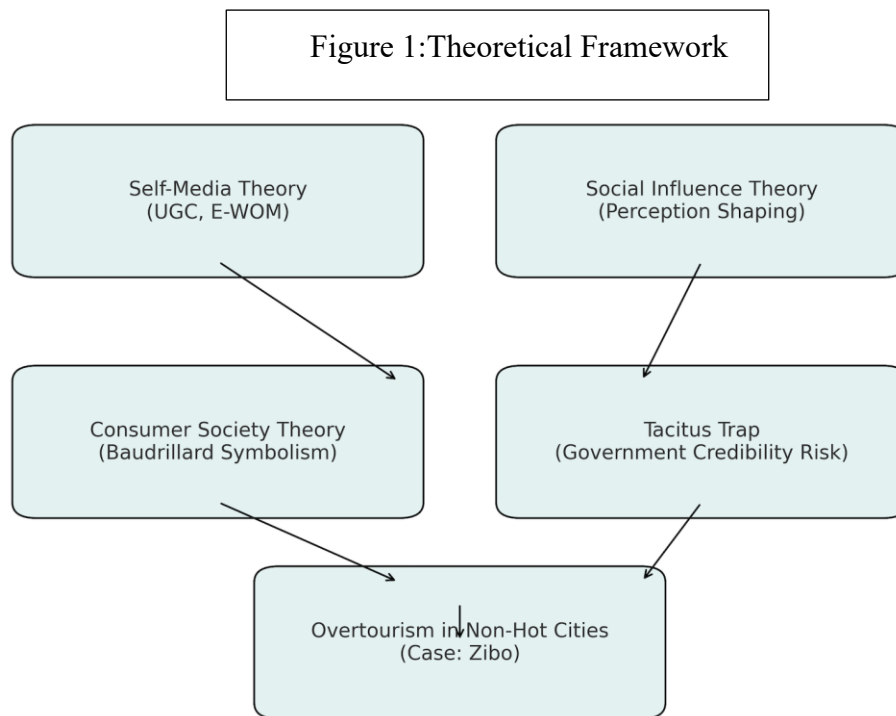 Figure 1:Theoretical Framework
Self-Media Theory
(UGC, E-WOM)
Social Influence Theory
(Perception Shaping)
Consumer Society Theory
(Baudrillard Symbolism)
Tacitus Trap
(Government Credibility Risk)
Overtourism in Non-Hot Cities
(Case: Zibo)